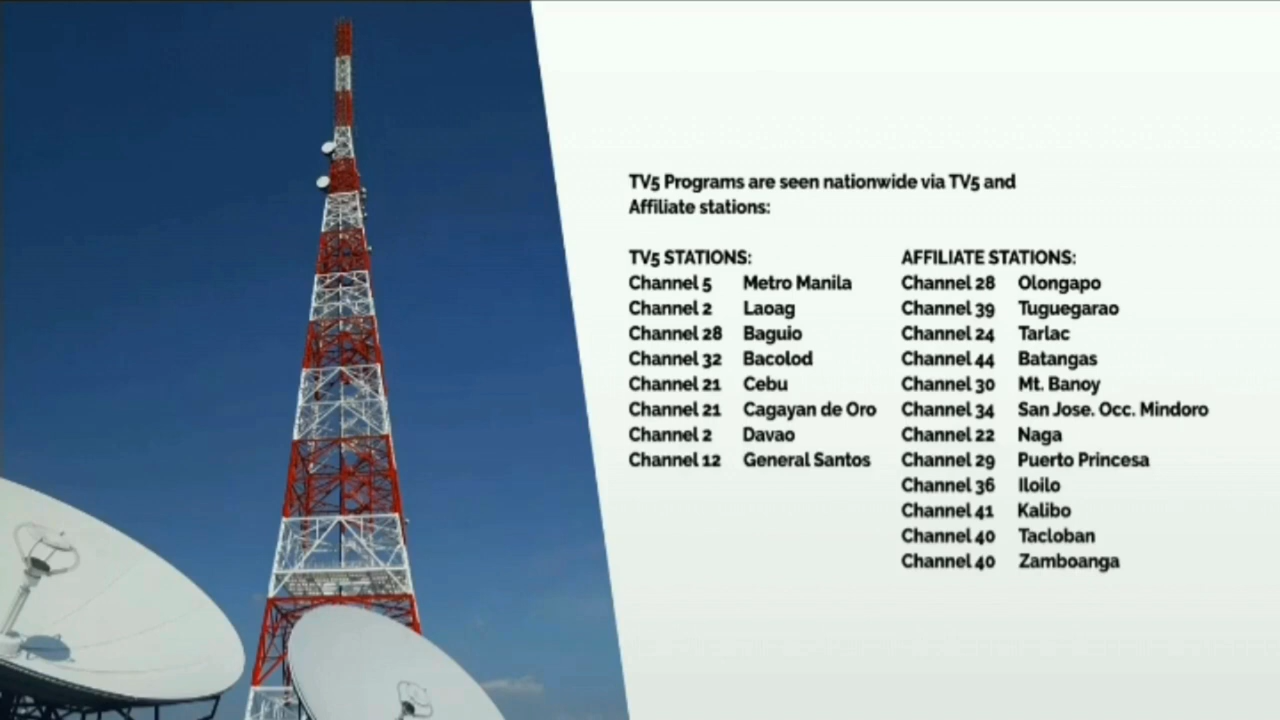 TV5 Programs are seen nationwide via TV5 and
Affiliate stations:
TV5 STATIONS:
Channel 5 Metro Manila
Channel 2 Laoag
Channel 28 Baguio
Channel 32 Bacolod
Channel 21 Cebu
Channel 21 Cagayan de Oro
Channel 2 Davao
Channel 12 General Santos
AFFILIATE STATIONS:
Channel 28 Olongapo
Channel 39 Tuguegarao
Channel 24 Tarlac
Channel 44 Batangas
Channel 30 Mt. Banoy
Channel 34 San Jose. Occ. Mindoro
Channel 22 Naga
Channel 29 Puerto Princesa
Channel 36 Iloilo
Channel 41 Kalibo
Channel 40 Tacloban
Channel 40 Zamboanga